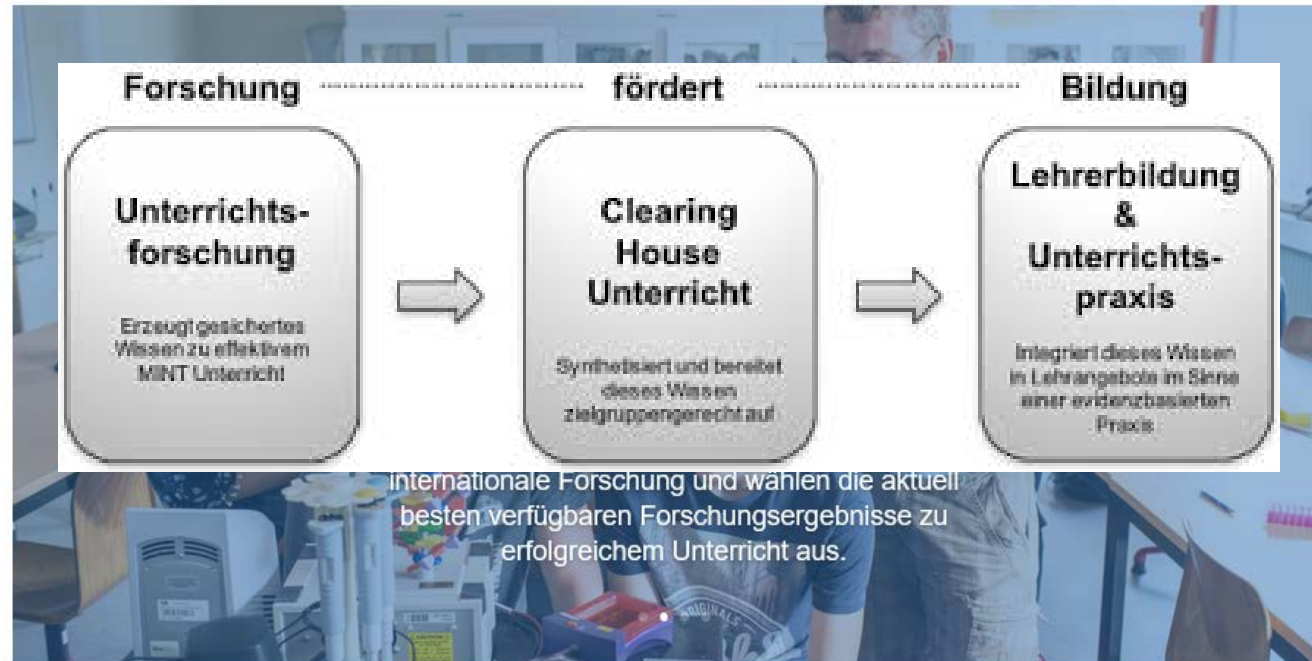 Forschung fördert Bildung
Unterrichts-
forschung
Erzeugt gesichertes
Wissen zu effektivem
MINT Unterricht
Clearing
House
Unterricht
Synthetisiert und bereitet
dieses Wissen
zielgruppengerecht auf
Lehrerbildung
&
Unterrichts-
praxis
Integriert dieses Wissen
in Lehrangebote im Sinne
einer evidenzbasierten
Praxis
internationale Forschung und wählen die aktuell
besten verfügbaren Forschungsergebnisse zu
erfolgreichem Unterricht aus.
ORIGINALS
CAUTION